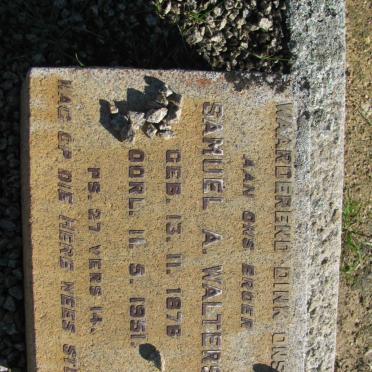 WAARDEREND DINK ONS
AAN ONS BROER
SAMUEL A. WALTERS
GEB. 13. 11. 1876
OORL. 11. 5. 1951
PS. 27 VERS 14.
WAG OP DIE HERE WEES